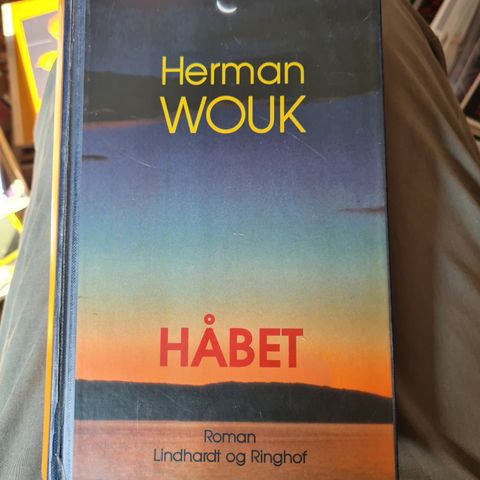 Herman
WOUK
HÅBET
Roman
Lindhardt og Ringhof